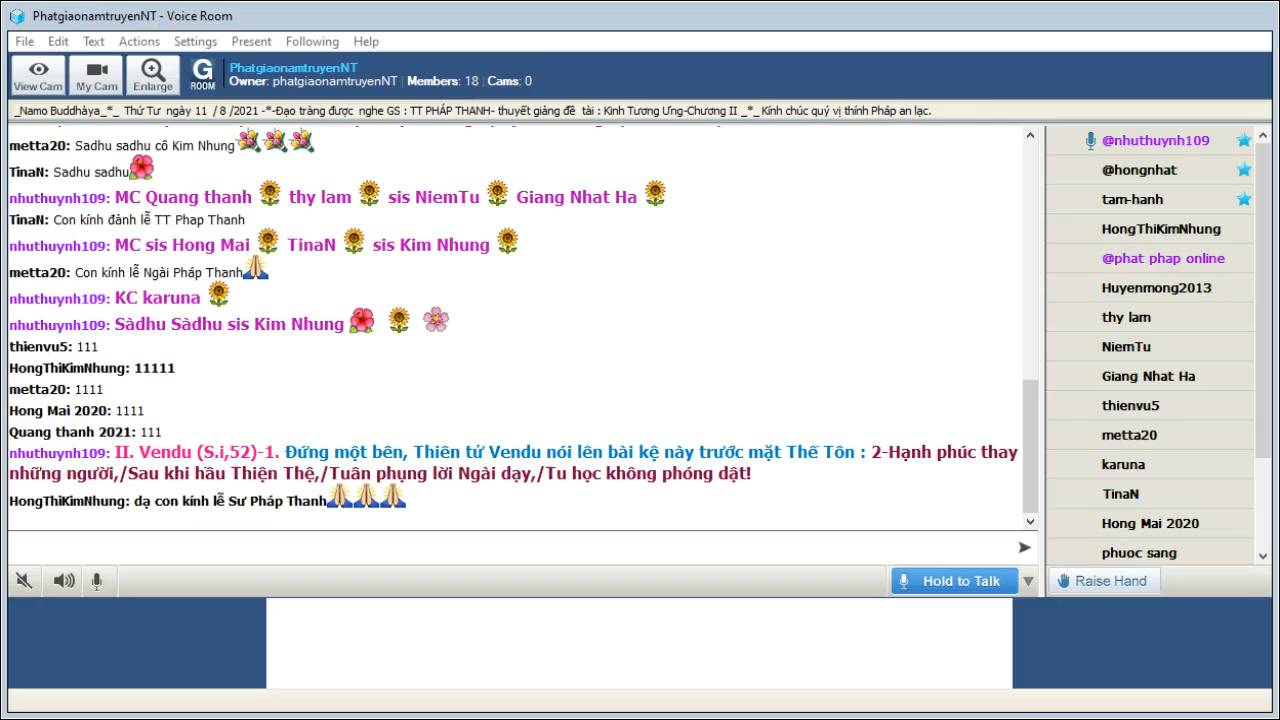 PhatgiaonamtruyenNT - Voice Room
File Edit Text Actions Settings Present Following Help
View Cam My Cam Enlarge G ROOM
PhatgiaonamtruyenNT
Owner: phatgiaonamtruyenNT Members: 18 Cams: 0
_Namo Buddhàya_*_ Thứ Tư ngày 11 / 8 /2021 -*-Đạo tràng được nghe GS : TT PHÁP THANH- thuyết giảng đề tài : Kinh Tương Ưng-Chương II _*_ Kính chúc quý vị thính Pháp an lạc.
metta20: Sadhu sadhu cô Kim Nhung
TinaN: Sadhu sadhu
nhuthuynh109: MC Quang thanh thy lam sis NiemTu Giang Nhat Ha
TinaN: Con kính đảnh lễ TT Phap Thanh
nhuthuynh109: MC sis Hong Mai TinaN sis Kim Nhung
metta20: Con kính lễ Ngài Pháp Thanh
nhuthuynh109: KC karuna
nhuthuynh109: Sàdhu Sàdhu sis Kim Nhung
thienvu5: 111
HongThiKimNhung: 11111
metta20: 1111
Hong Mai 2020: 1111
Quang thanh 2021: 111
nhuthuynh109: II. Vendu (S.i,52)-1. Đứng một bên, Thiên tử Vendu nói lên bài kệ này trước mặt Thế Tôn : 2-Hạnh phúc thay
những người,/Sau khi hầu Thiện Thệ,/Tuân phụng lời Ngài dạy,/Tu học không phóng dật!
HongThiKimNhung: dạ con kính lễ Sư Pháp Thanh
@nhuthuynh109
@hongnhat
tam-hanh
HongThiKimNhung
@phat phap online
Huyenmong2013
thy lam
NiemTu
Giang Nhat Ha
thienvu5
metta20
karuna
TinaN
Hong Mai 2020
phuoc sang
Hold to Talk
Raise Hand